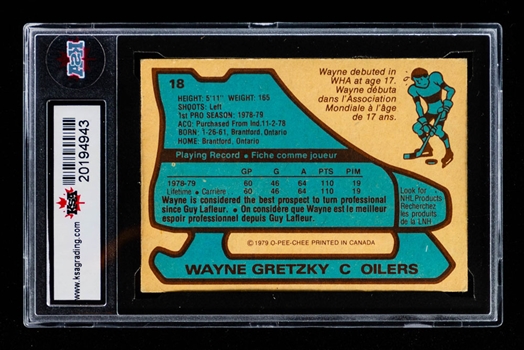 KSA
www.ksagrading.com
KSA
20194943
18
HEIGHT: 5'11" WEIGHT: 165
SHOOTS: Left
1st PRO SEASON: 1978-79
ACQ: Purchased From Ind.11-2-78
BORN: 1-26-61, Brantford, Ontario
HOME: Brantford, Ontario
Wayne debuted in
WHA at age 17.
Wayne débuta
dans l'Association
Mondiale à l'âge
de 17 ans.
Playing Record • Fiche comme joueur
GP G A PTS PIM
1978-79 60 46 64 110 19
Lifetime • Carrière 60 46 64 110 19
Wayne is considered the best prospect to turn professional
since Guy Lafleur. • On considère que Wayne est le meilleur
espoir professionel depuis Guy Lafleur.
Look for
NHL Products
Recherchez
les produits
de la LNH
© 1979 O-PEE-CHEE PRINTED IN CANADA
WAYNE GRETZKY C OILERS